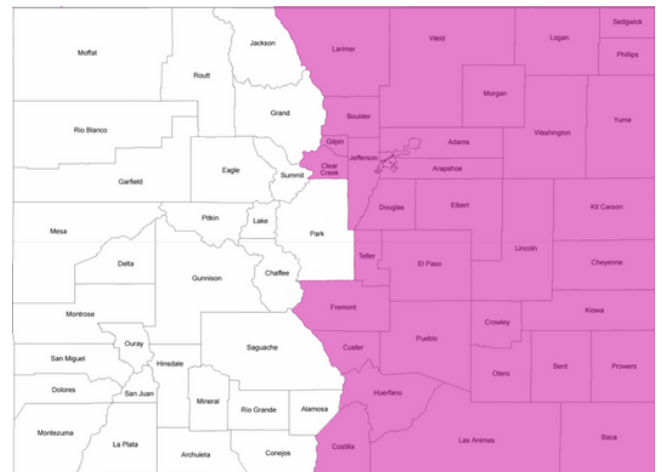 Moffat
Routt
Jackson
Larimer
Weld
Logan
Sedgwick
Phillips
Morgan
Grand
Boulder
Rio Blanco
Gilpin
Adams
Washington
Yuma
Jefferson
Clear
Creek
Arapahoe
Eagle
Summit
Garfield
Douglas
Elbert
Kit Carson
Pitkin
Lake
Park
Mesa
Lincoln
Teller
El Paso
Cheyenne
Delta
Gunnison
Chaffee
Fremont
Kiowa
Montrose
Crowley
Pueblo
Ouray
Saguache
Custer
San Miguel
Hinsdale
Otero
Bent
Prowers
Dolores
San Juan
Mineral
Rio Grande
Alamosa
Huerfano
Montezuma
La Plata
Archuleta
Conejos
Costilla
Las Animas
Baca